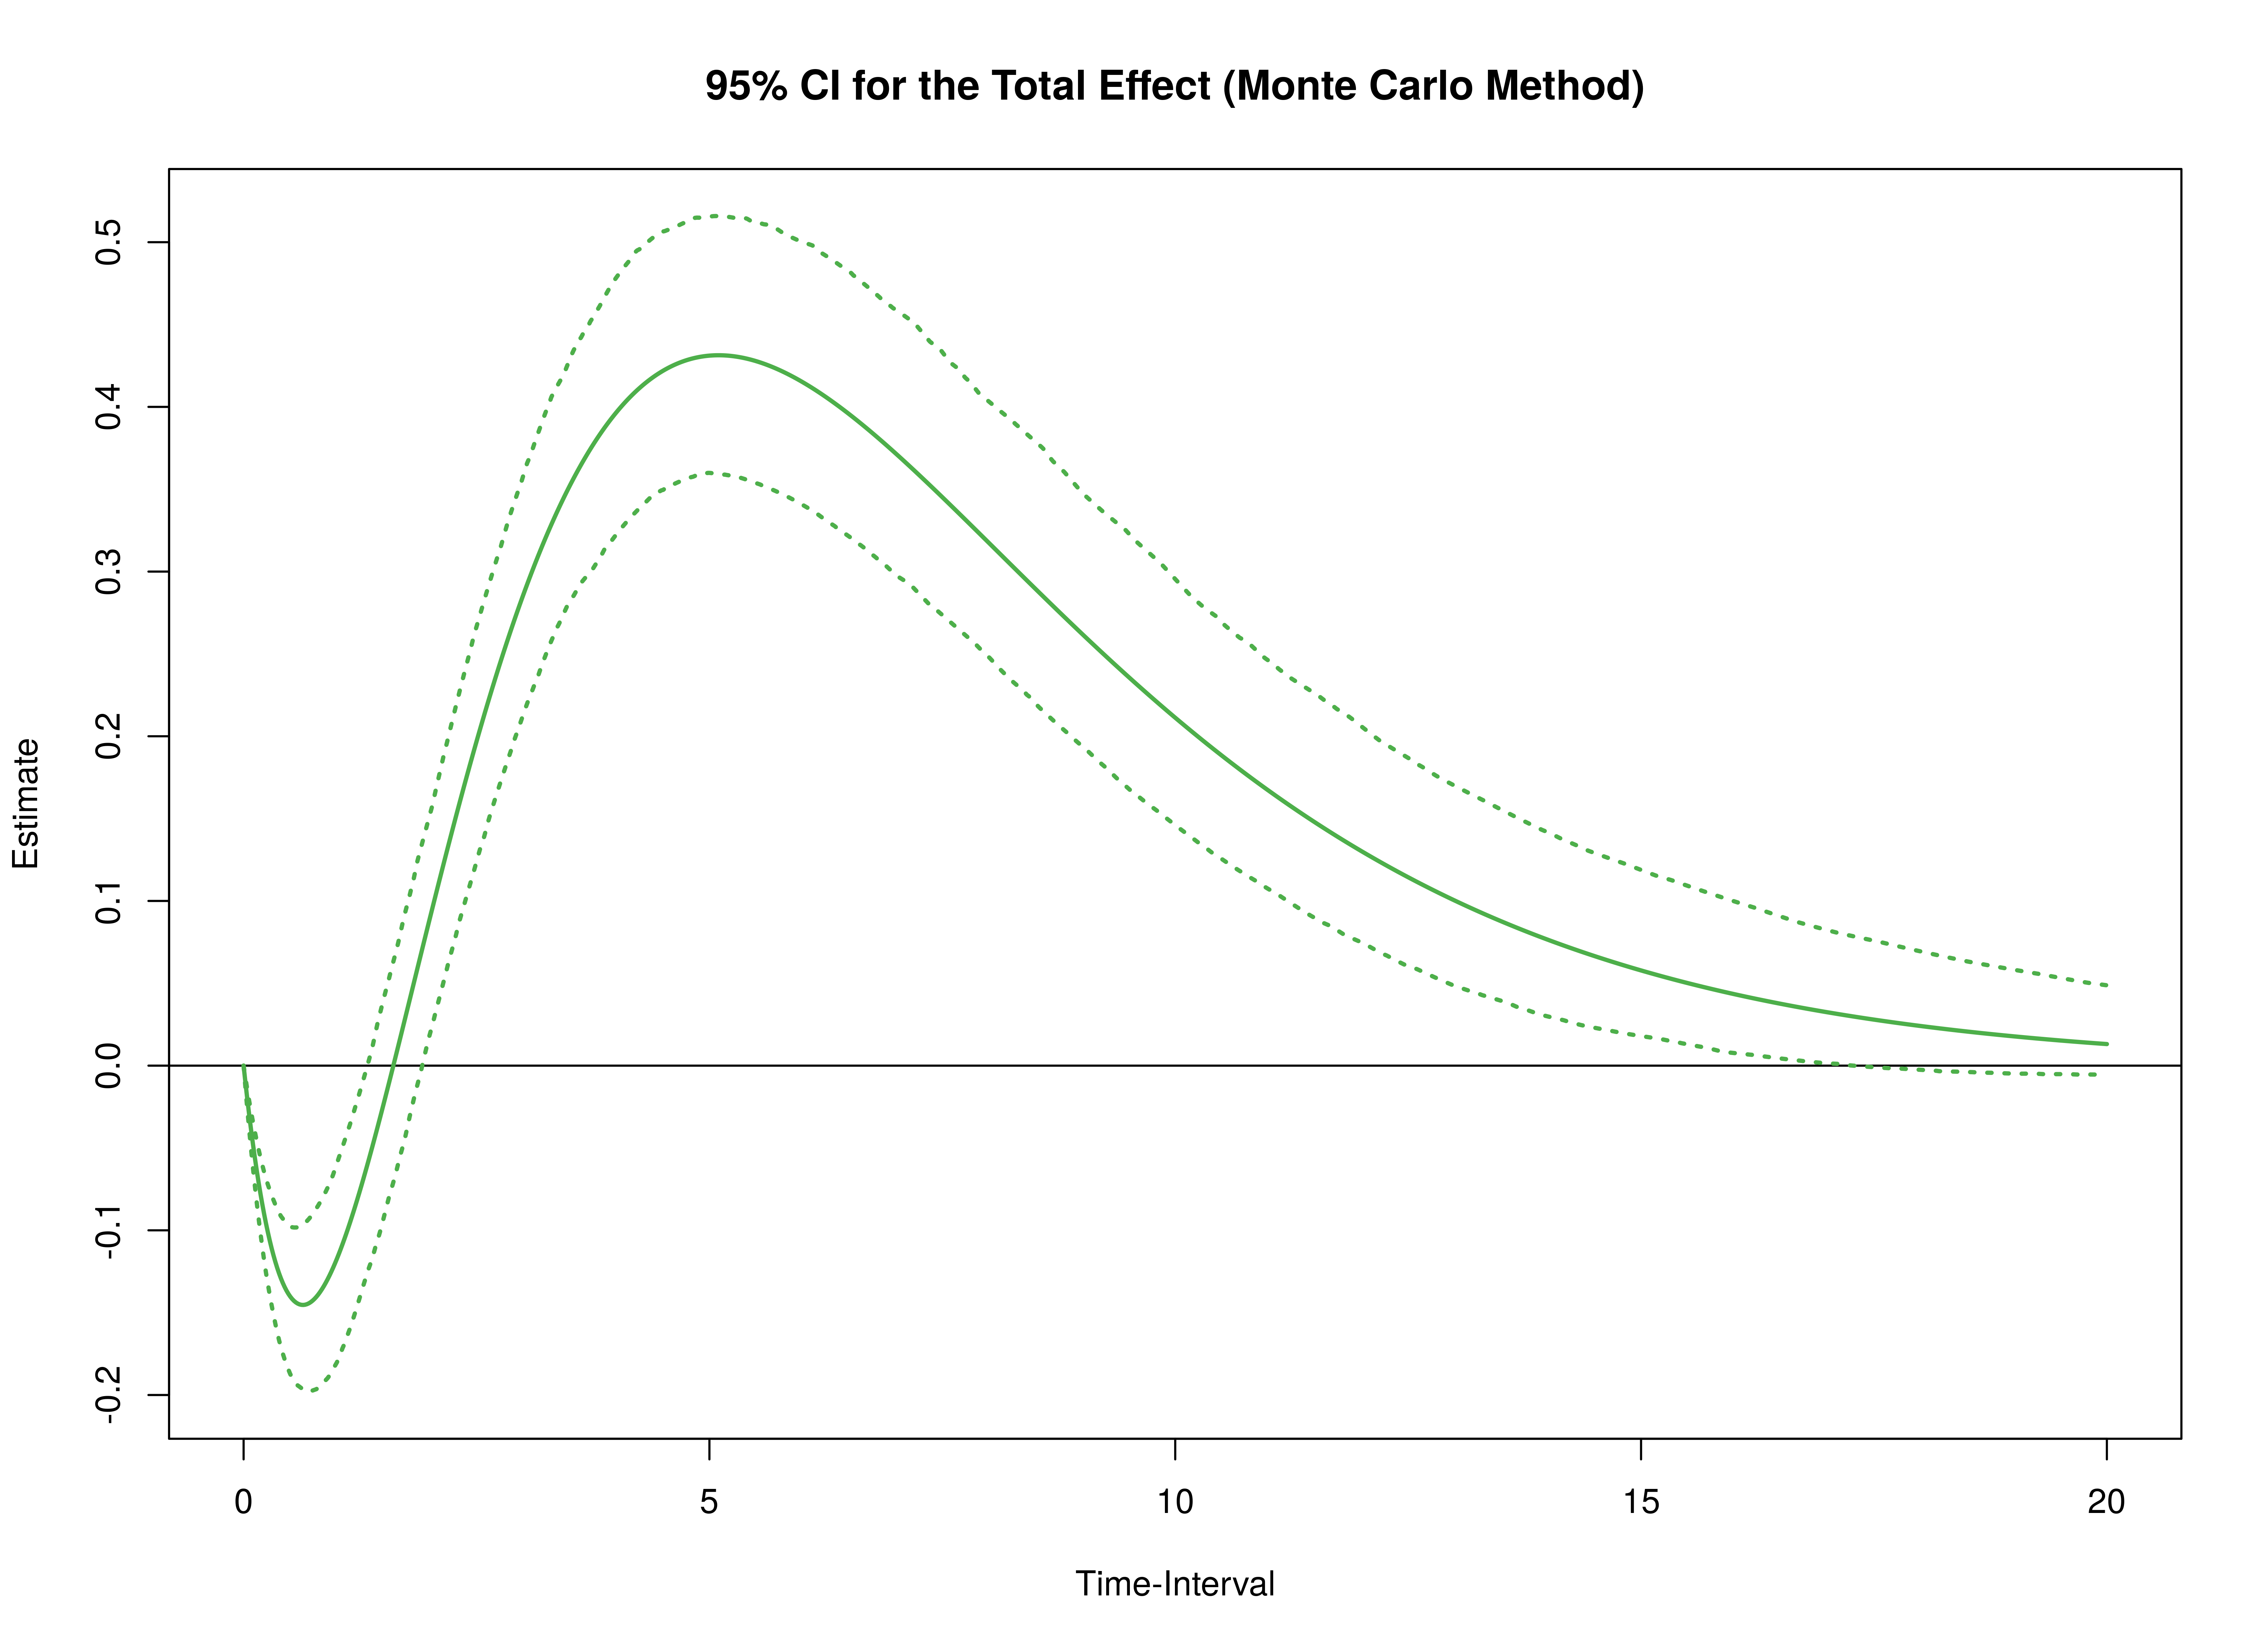 95% CI for the Total Effect (Monte Carlo Method)
Estimate
0.5
0.4
0.3
0.2
0.1
0.0
-0.1
-0.2
0 5 10 15 20
Time-Interval